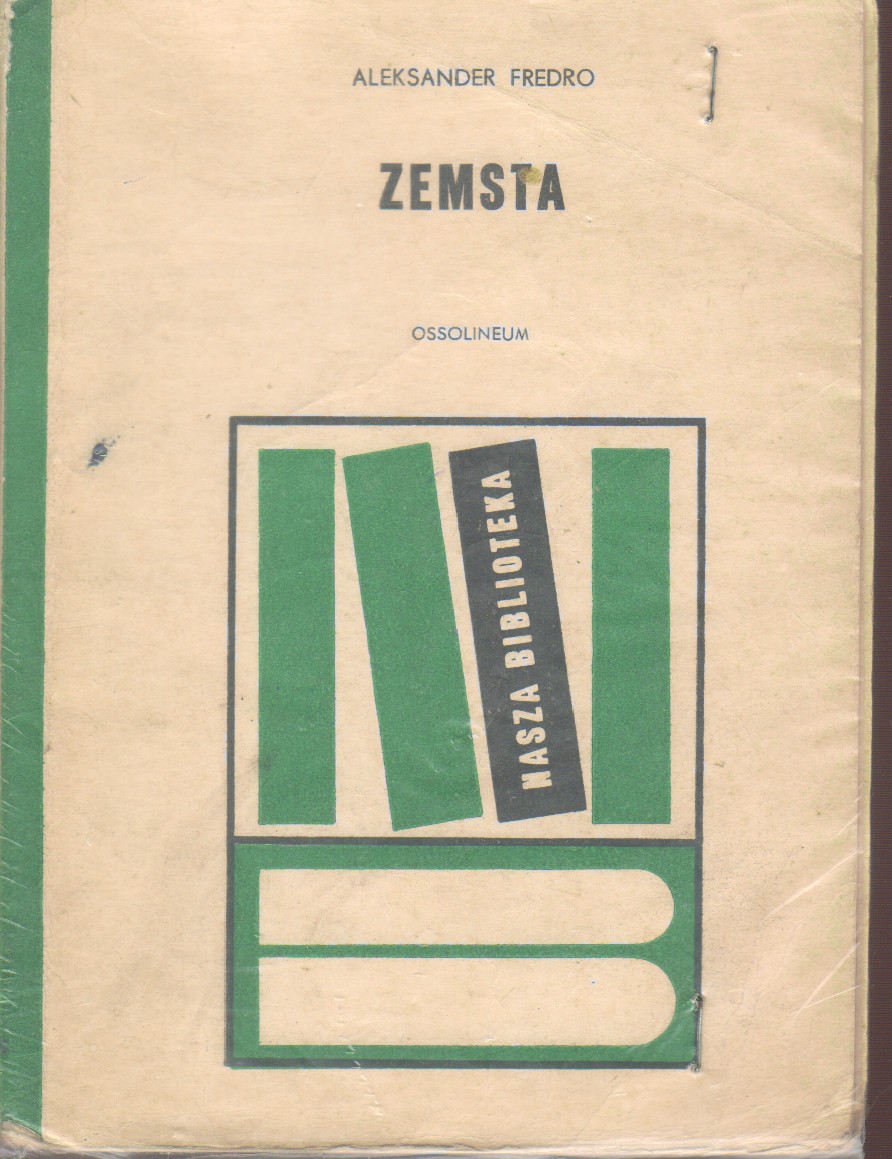 ALEKSANDER FREDRO
ZEMSTA
OSSOLINEUM
NASZA BIBLIOTEKA